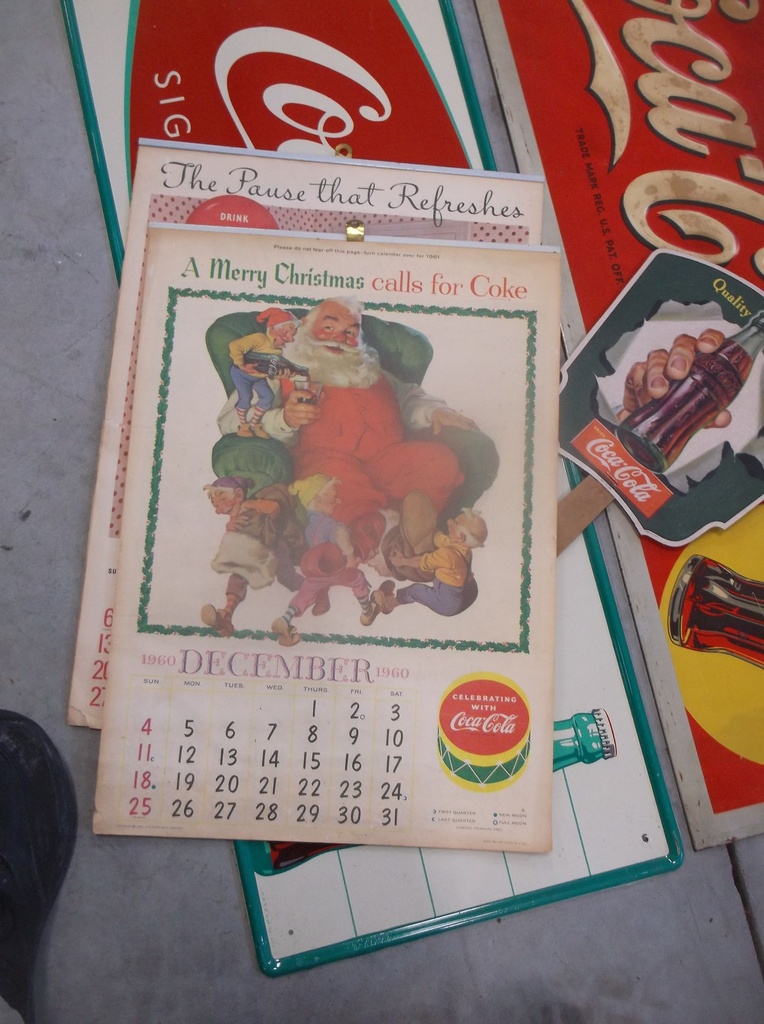 Coca
SIG
Coca-C
TRADE MARK REG. U.S. PAT. OFF.
The Pause that Refreshes
DRINK
Please do not tear off this page-turn calendar over for 1961
A Merry Christmas calls for Coke
Quality
Coca-Cola
SU
6
13
20
27
1960 DECEMBER 1960
SUN. MON. TUES. WED. THURS. FRI. SAT.
1 2 3
4 5 6 7 8 9 10
11 12 13 14 15 16 17
18 19 20 21 22 23 24
25 26 27 28 29 30 31
CELEBRATING
WITH
Coca-Cola
FIRST QUARTER NEW MOON
LAST QUARTER FULL MOON